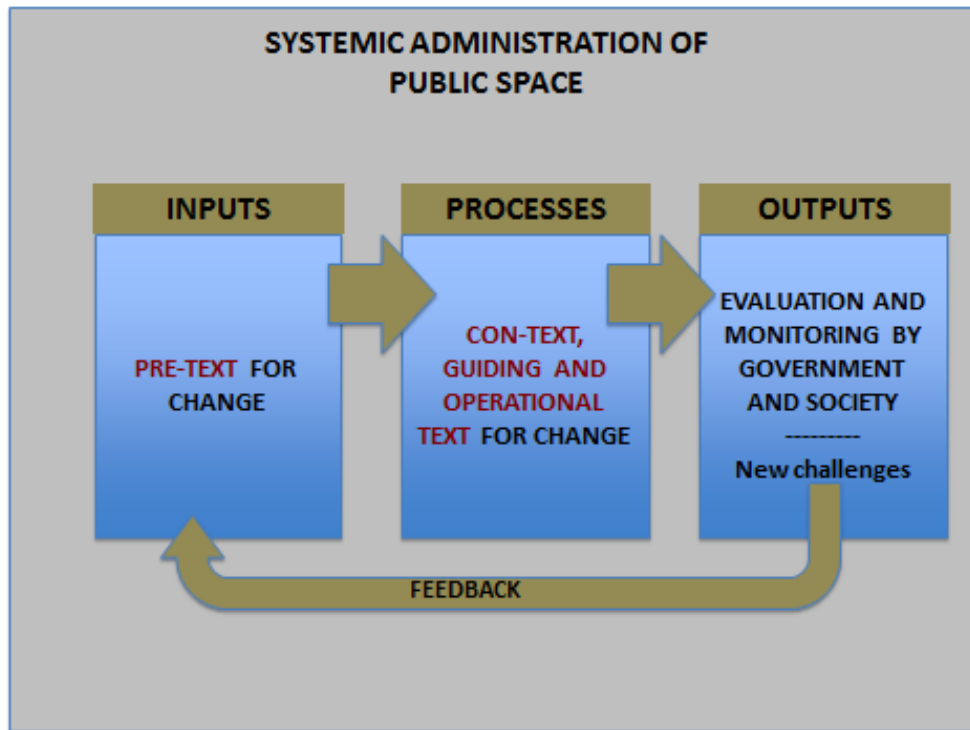 SYSTEMIC ADMINISTRATION OF
PUBLIC SPACE
INPUTS
PRE-TEXT FOR
CHANGE
PROCESSES
CON-TEXT,
GUIDING AND
OPERATIONAL
TEXT FOR CHANGE
OUTPUTS
EVALUATION AND
MONITORING BY
GOVERNMENT
AND SOCIETY
---------
New challenges
FEEDBACK